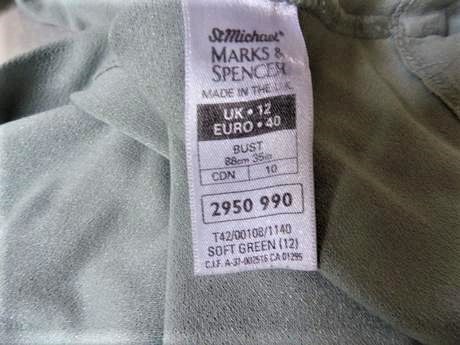 St Michael®
MARKS &
SPENCER
MADE IN THE U.K.
UK • 12
EURO • 40
BUST
88cm 35in
CDN 10
2950 990
T42/00108/1140
SOFT GREEN (12)
C.I.F. A-37-002516 CA 01295